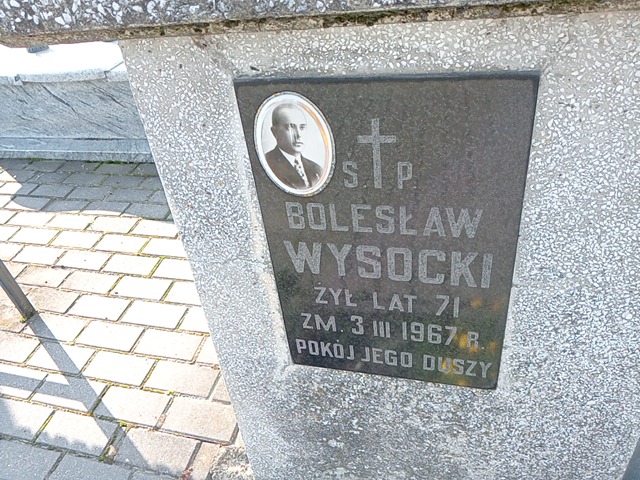 Ś.P
BOLESŁAW
WYSOCKI
ŻYŁ LAT 71
ZM. 3 III 1967 R.
POKÓJ JEGO DUSZY